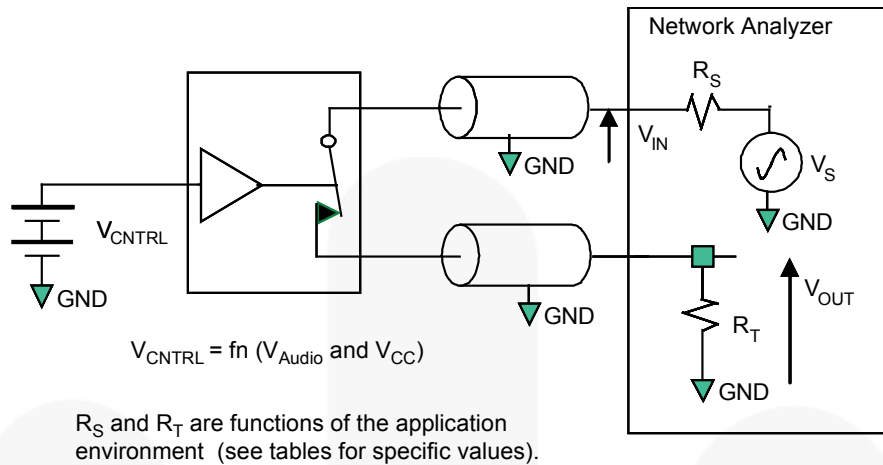 Network Analyzer
R_S
V_IN
GND
V_S
GND
V_CNTRL
GND
GND
R_T
V_OUT
GND
V_CNTRL = fn (V_Audio and V_CC)
R_S and R_T are functions of the application
environment (see tables for specific values).